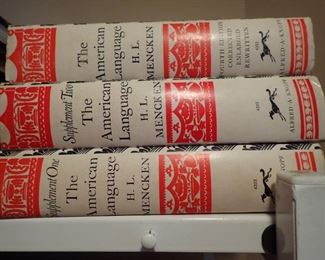 The
American
Language
H. L.
MENCKEN
FOURTH EDITION
CORRECTED
ENLARGED
REWRITTEN
ALFRED·A·KNOPF
Supplement Two
The
American
Language
H. L.
MENCKEN
ALFRED·A·KNOPF
Supplement One
The
American
Language
H. L.
MENCKEN
KNOPF